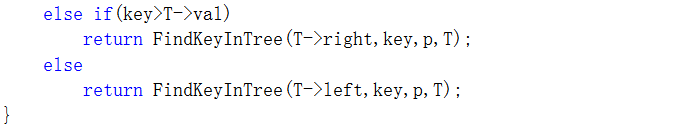 else if(key>T->val)
return FindKeyInTree(T->right,key,p,T);
else
return FindKeyInTree(T->left,key,p,T);
}